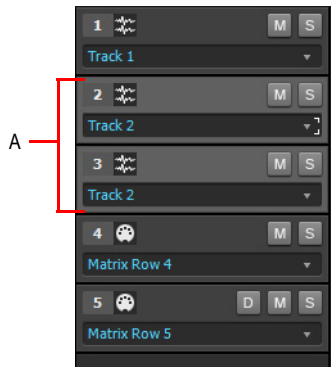 1 M S
Track 1
2 M S
Track 2
A
3 M S
Track 2
4 M S
Matrix Row 4
5 D M S
Matrix Row 5